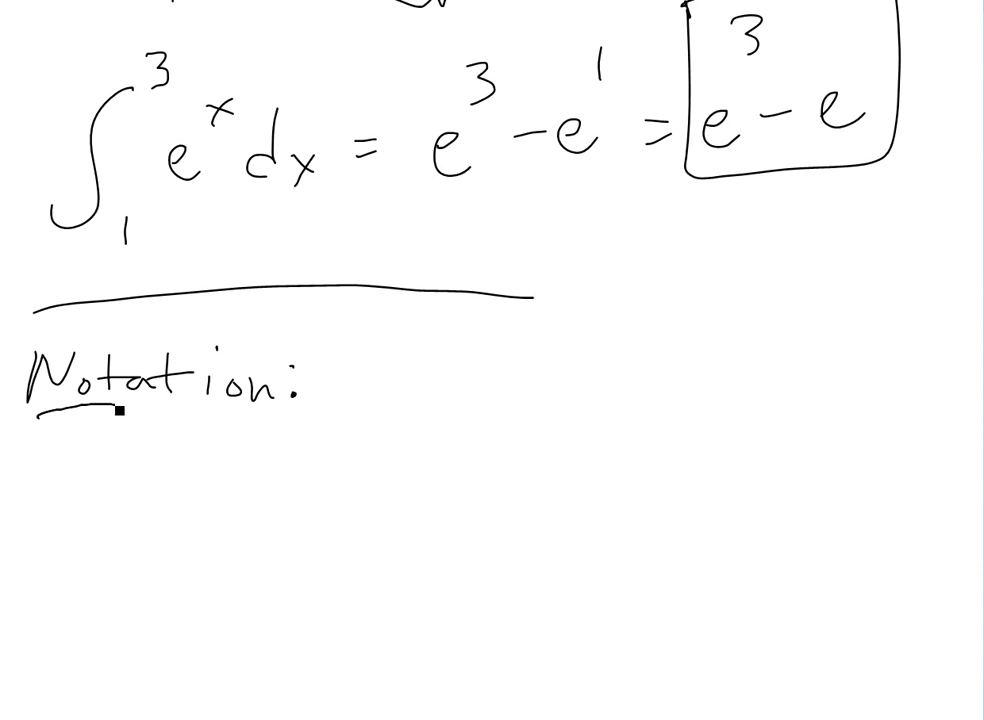 ∫₁³ eˣ dx = e³ - e¹ = e³ - e
Notation: